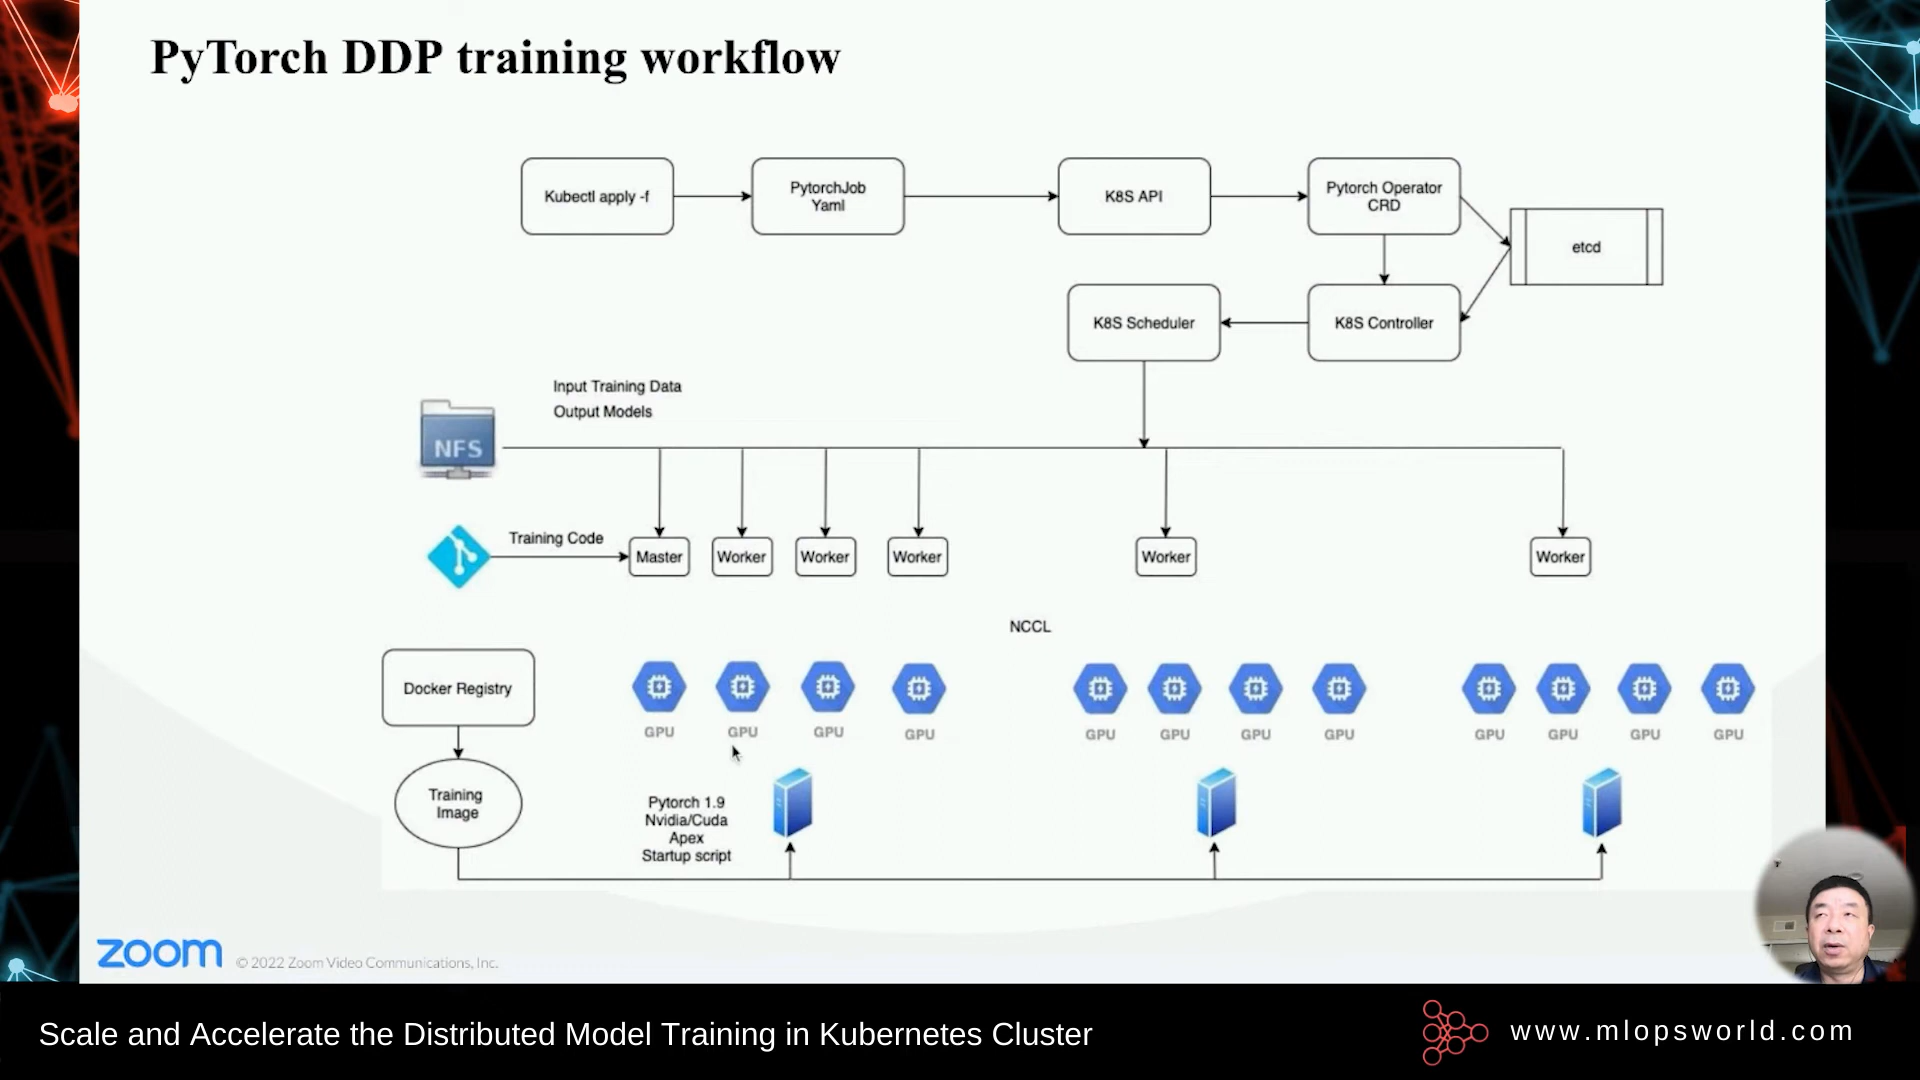 PyTorch DDP training workflow
Kubectl apply -f
PytorchJob
Yaml
K8S API
Pytorch Operator
CRD
etcd
K8S Scheduler
K8S Controller
Input Training Data
Output Models
NFS
Training Code
Master
Worker
Worker
Worker
Worker
Worker
NCCL
Docker Registry
GPU
GPU
GPU
GPU
GPU
GPU
GPU
GPU
GPU
GPU
GPU
GPU
Training
Image
Pytorch 1.9
Nvidia/Cuda
Apex
Startup script
zoom
© 2022 Zoom Video Communications, Inc.
Scale and Accelerate the Distributed Model Training in Kubernetes Cluster
www.mlopsworld.com